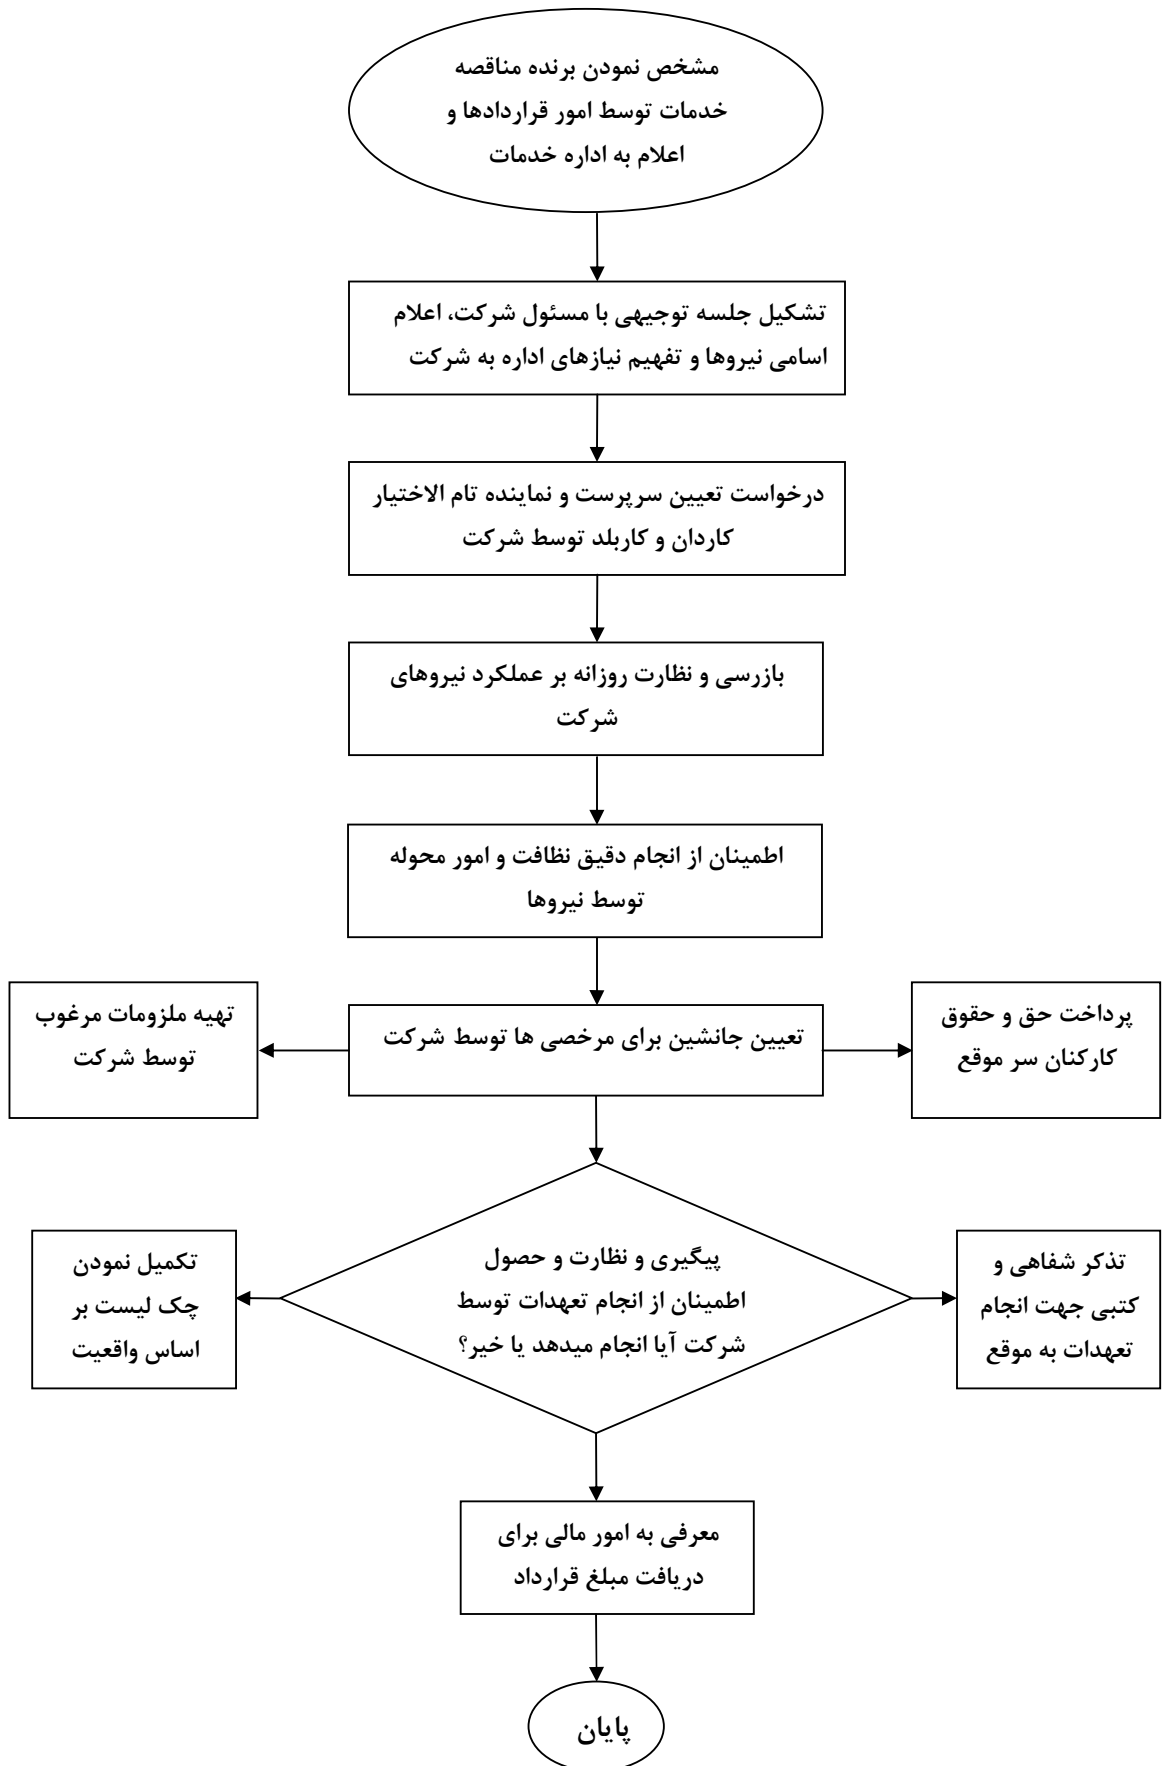 مشخص نمودن برنده مناقصه
خدمات توسط امور قراردادها و
اعلام به اداره خدمات
تشکیل جلسه توجیهی با مسئول شرکت، اعلام
اسامی نیروها و تفهیم نیازهای اداره به شرکت
درخواست تعیین سرپرست و نماینده تام الاختیار
کاردان و کاربلد توسط شرکت
بازرسی و نظارت روزانه بر عملکرد نیروهای
شرکت
اطمینان از انجام دقیق نظافت و امور محوله
توسط نیروها
پرداخت حق و حقوق
کارکنان سر موقع
تعیین جانشین برای مرخصی ها توسط شرکت
تهیه ملزومات مرغوب
توسط شرکت
تذکر شفاهی و
کتبی جهت انجام
تعهدات به موقع
پیگیری و نظارت و حصول
اطمینان از انجام تعهدات توسط
شرکت آیا انجام میدهد یا خیر؟
تکمیل نمودن
چک لیست بر
اساس واقعیت
معرفی به امور مالی برای
دریافت مبلغ قرارداد
پایان